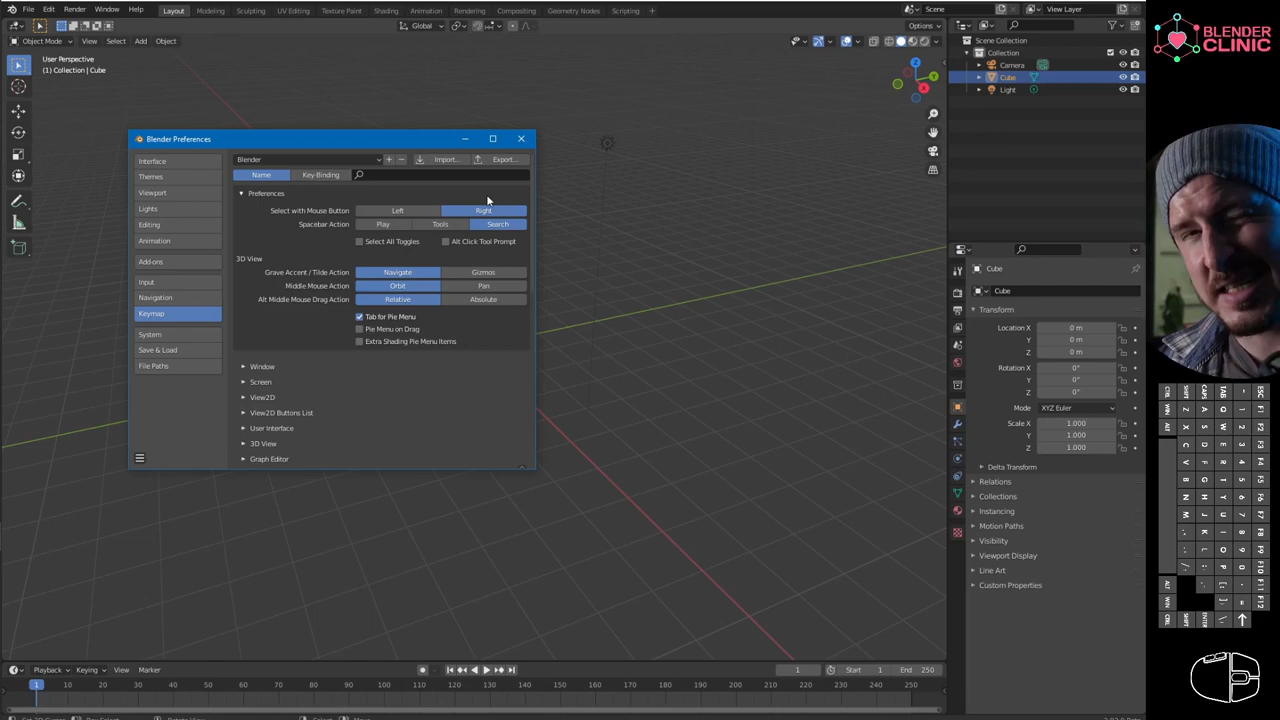 File Edit Render Window Help Layout Modeling Sculpting UV Editing Texture Paint Shading Animation Rendering Compositing Geometry Nodes Scripting + Scene View Layer
Global Options
Object Mode View Select Add Object
BLENDER
CLINIC
User Perspective
(1) Collection | Cube
Scene Collection
Collection
Camera
Cube
Light
Z
Y
X
Blender Preferences
Interface
Themes
Viewport
Lights
Editing
Animation
Add-ons
Input
Navigation
Keymap
System
Save & Load
File Paths
Blender + − Import... Export...
Name Key-Binding
Preferences
Select with Mouse Button Left Right
Spacebar Action Play Tools Search
Select All Toggles Alt Click Tool Prompt
3D View
Grave Accent / Tilde Action Navigate Gizmos
Middle Mouse Action Orbit Pan
Alt Middle Mouse Drag Action Relative Absolute
Tab for Pie Menu
Pie Menu on Drag
Extra Shading Pie Menu Items
Window
Screen
View2D
View2D Buttons List
User Interface
3D View
Graph Editor
Cube
Cube
Transform
Location X 0 m
Y 0 m
Z 0 m
Rotation X 0°
Y 0°
Z 0°
Mode XYZ Euler
Scale X 1.000
Y 1.000
Z 1.000
Delta Transform
Relations
Collections
Instancing
Motion Paths
Visibility
Viewport Display
Line Art
Custom Properties
Playback Keying View Marker 1 Start 1 End 250
1 10 20 30 40 50 60 70 80 90 100 110 120 130 140 150 160 170 180 190 200 210 220 230 240 250